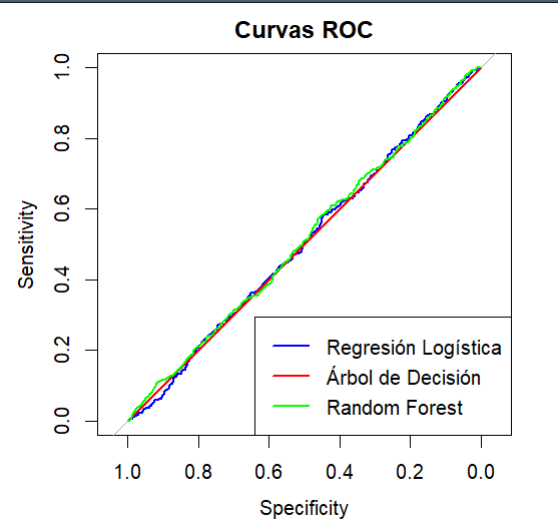 Curvas ROC
Sensitivity
1.0
0.8
0.6
0.4
0.2
0.0
Regresión Logística
Árbol de Decisión
Random Forest
1.0 0.8 0.6 0.4 0.2 0.0
Specificity